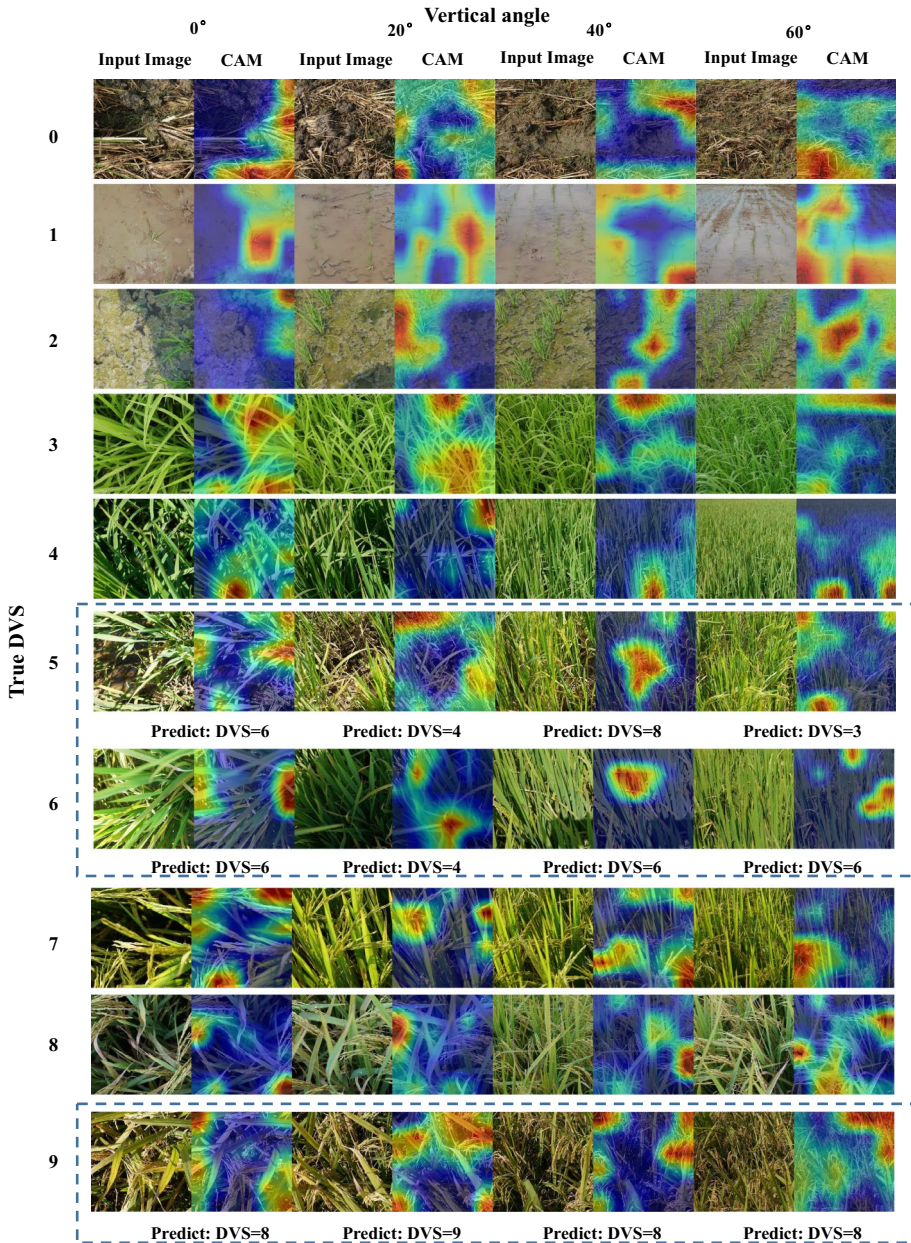 Vertical angle
0° 20° 40° 60°
Input Image CAM Input Image CAM Input Image CAM Input Image CAM
True DVS
0
1
2
3
4
5
Predict: DVS=6 Predict: DVS=4 Predict: DVS=8 Predict: DVS=3
6
Predict: DVS=6 Predict: DVS=4 Predict: DVS=6 Predict: DVS=6
7
8
9
Predict: DVS=8 Predict: DVS=9 Predict: DVS=8 Predict: DVS=8